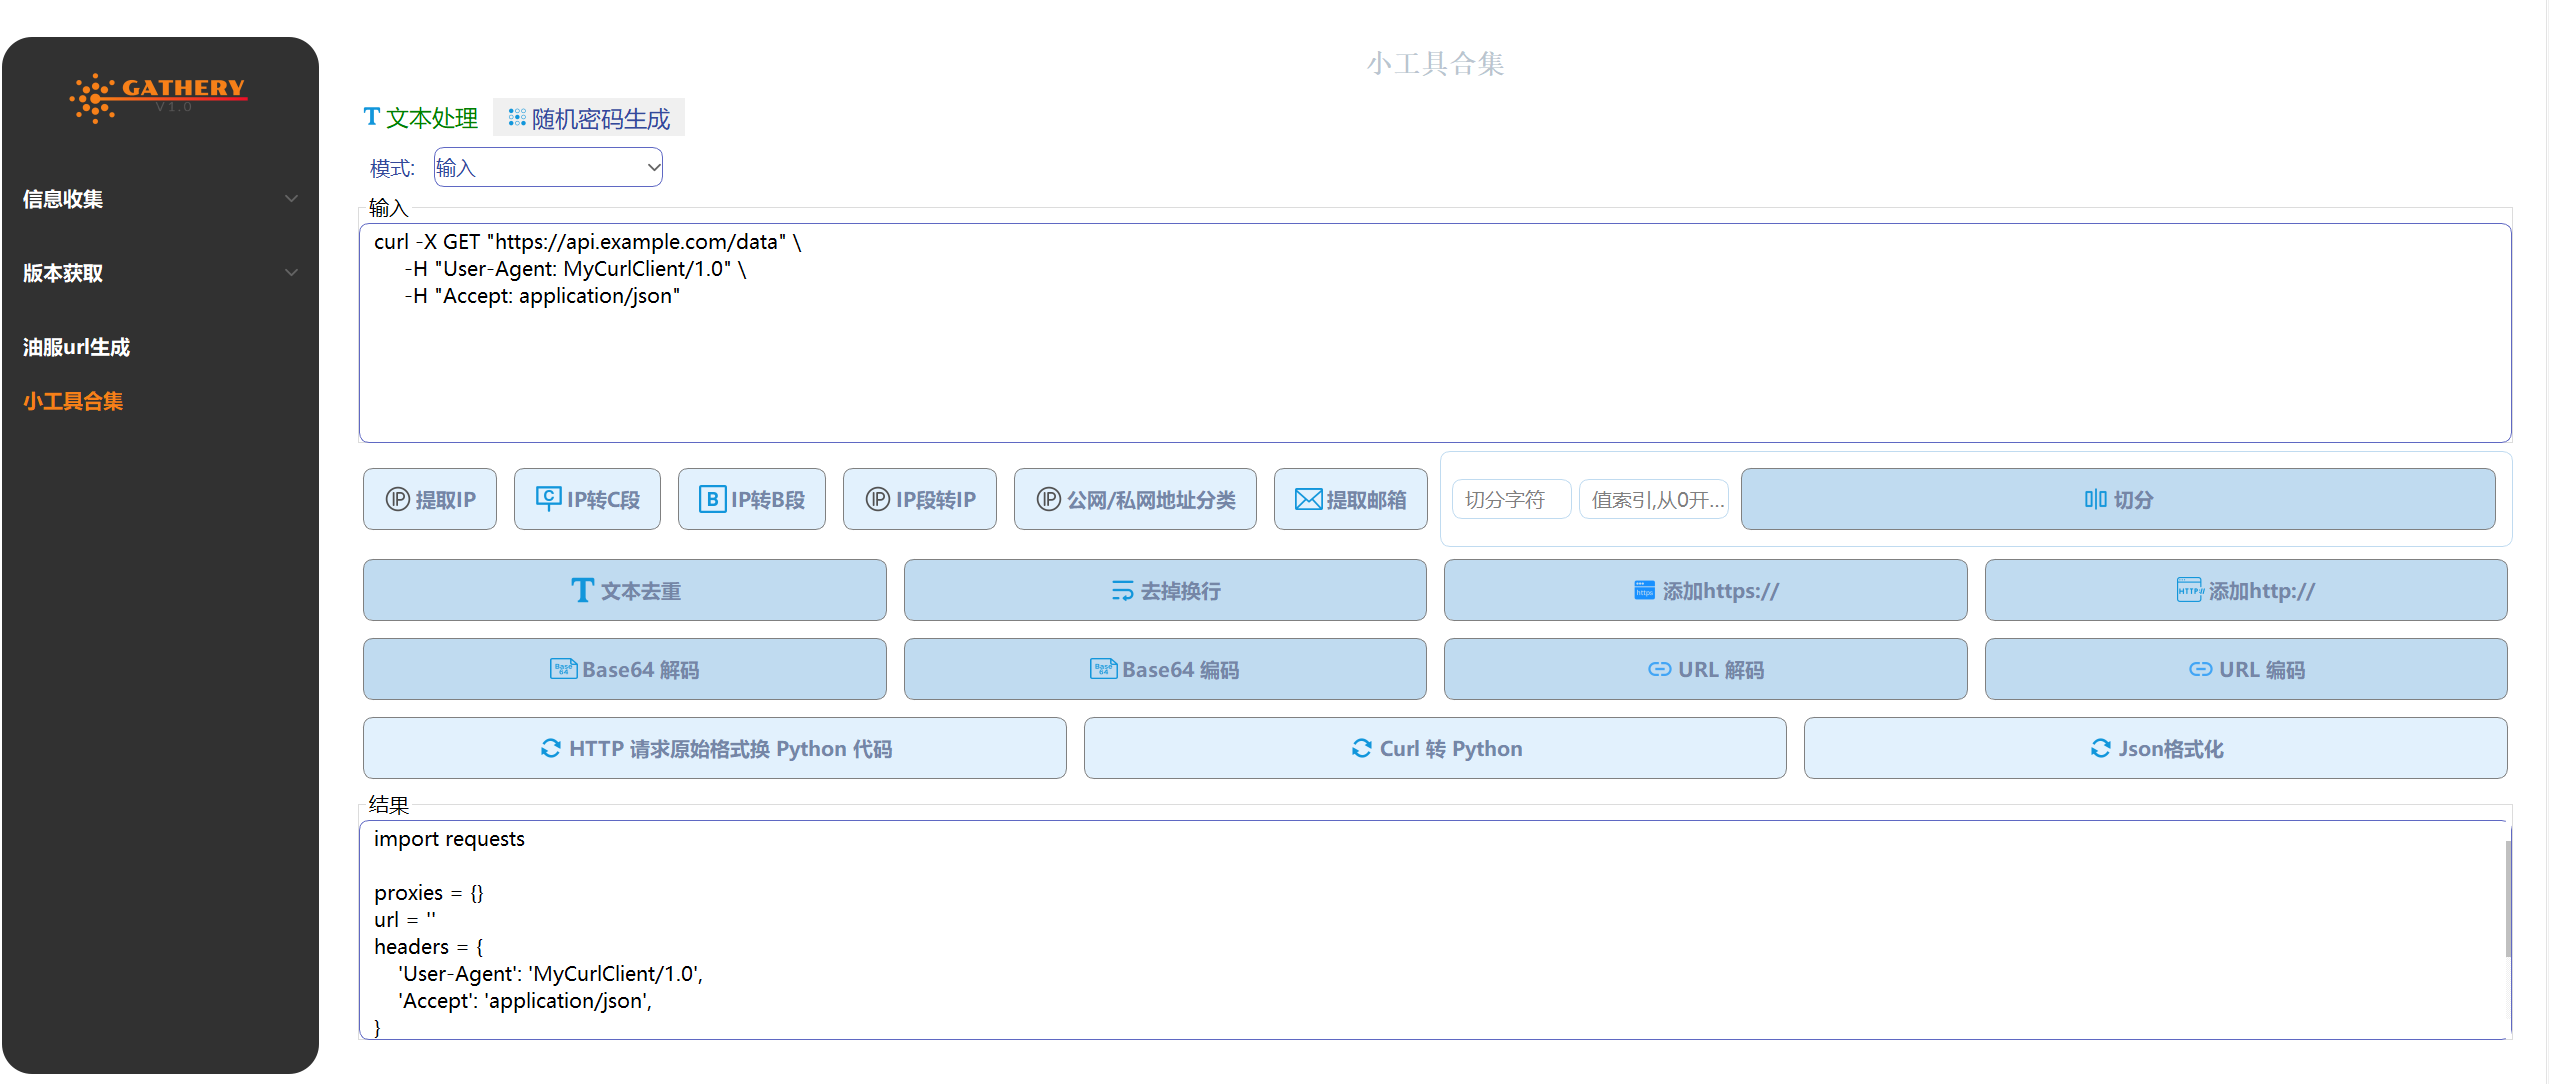 GATHERY
V1.0
信息收集
版本获取
油服url生成
小工具合集
小工具合集
文本处理
随机密码生成
模式:
输入
输入
curl -X GET "https://api.example.com/data" \
-H "User-Agent: MyCurlClient/1.0" \
-H "Accept: application/json"
提取IP
IP转C段
IP转B段
IP段转IP
公网/私网地址分类
提取邮箱
切分字符
值索引,从0开...
切分
文本去重
去掉换行
添加https://
添加http://
Base64 解码
Base64 编码
URL 解码
URL 编码
HTTP 请求原始格式换 Python 代码
Curl 转 Python
Json格式化
结果
import requests
proxies = {}
url = ''
headers = {
'User-Agent': 'MyCurlClient/1.0',
'Accept': 'application/json',
}